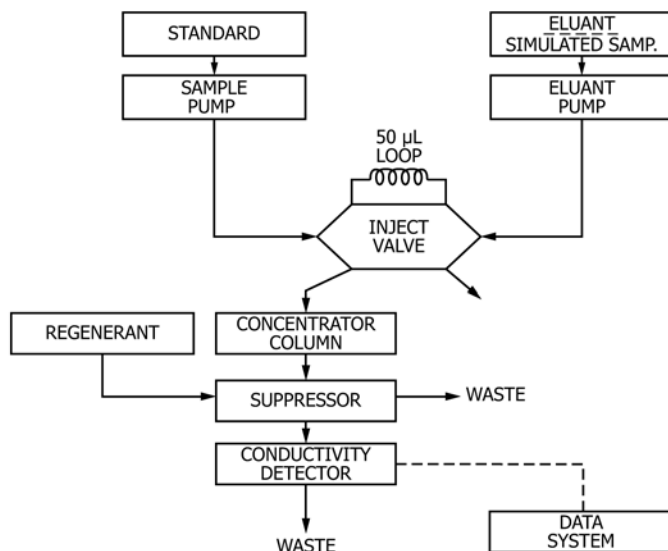 STANDARD
ELUANT
SIMULATED SAMP.
SAMPLE
PUMP
ELUANT
PUMP
50 µL
LOOP
INJECT
VALVE
REGENERANT
CONCENTRATOR
COLUMN
SUPPRESSOR
WASTE
CONDUCTIVITY
DETECTOR
WASTE
DATA
SYSTEM